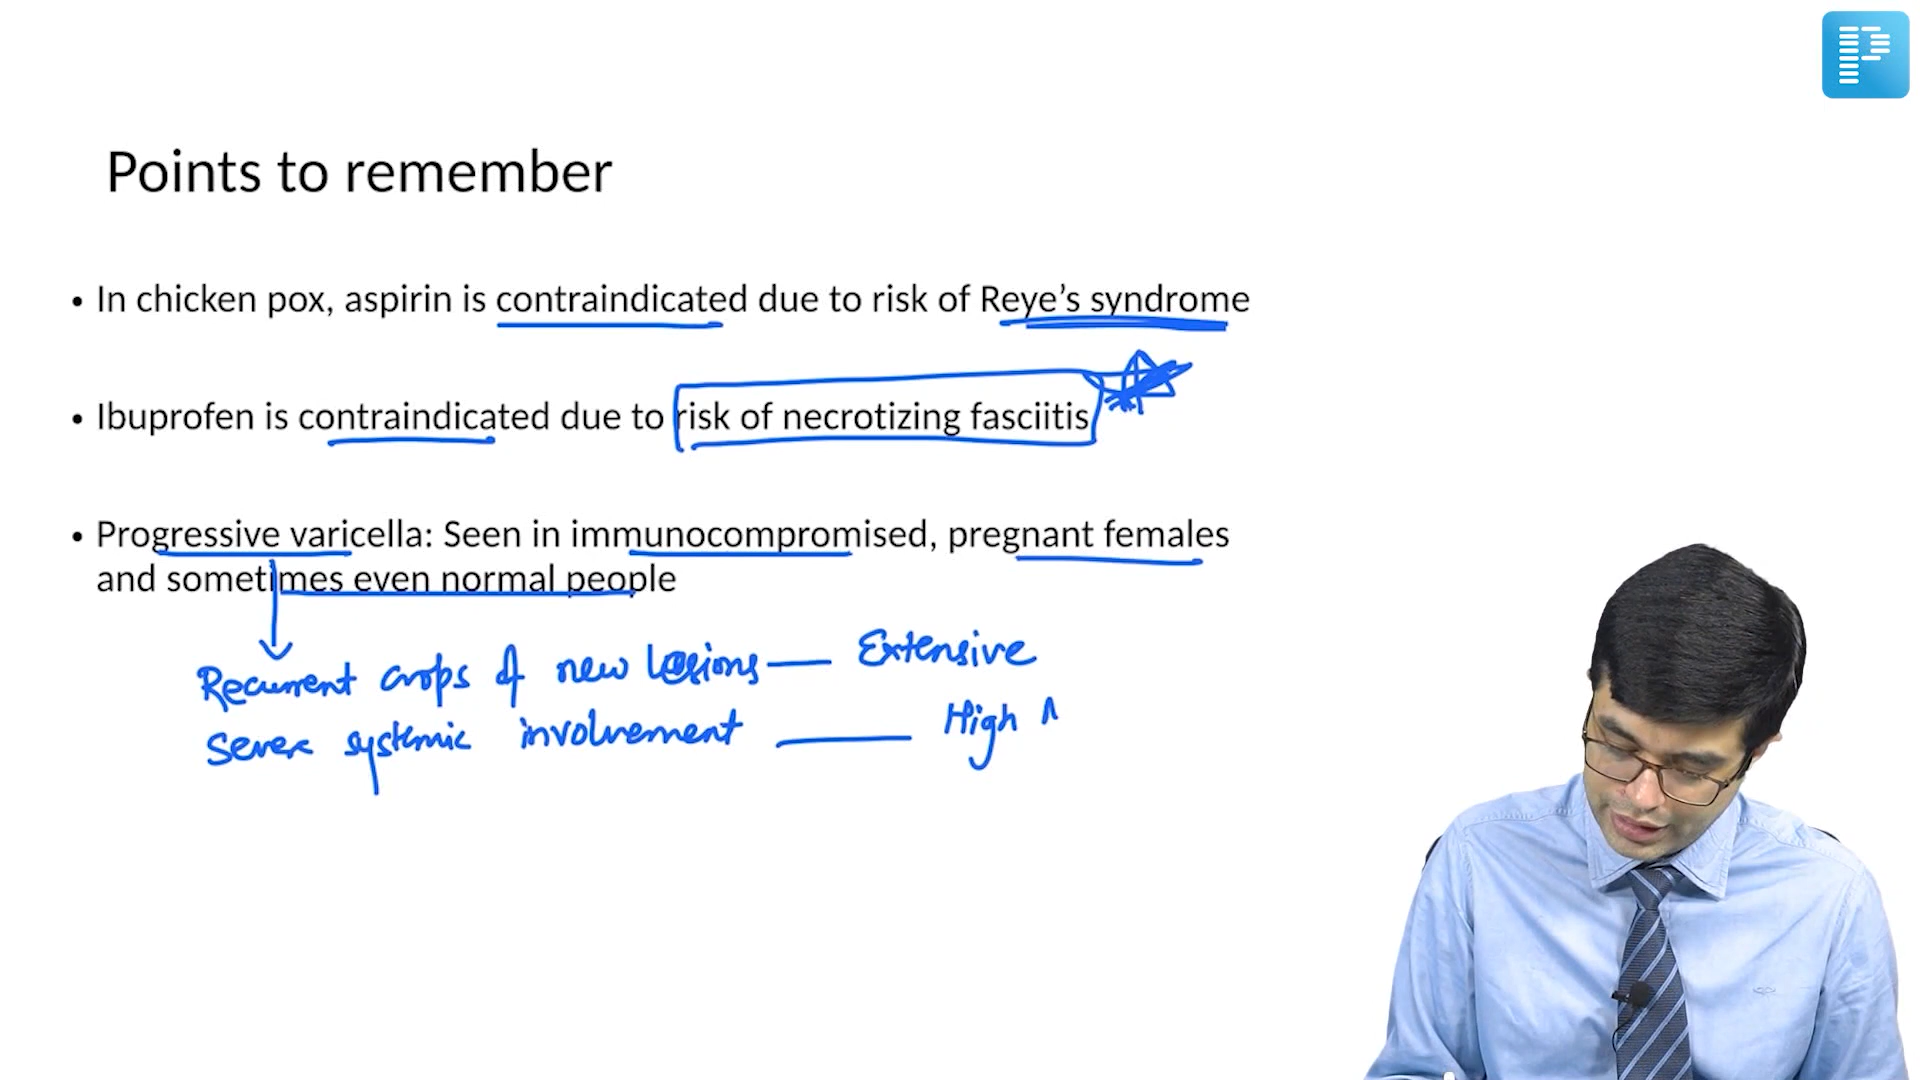 Points to remember
• In chicken pox, aspirin is contraindicated due to risk of Reye’s syndrome
• Ibuprofen is contraindicated due to risk of necrotizing fasciitis
• Progressive varicella: Seen in immunocompromised, pregnant females
and sometimes even normal people
Recurrent crops of new lesions — Extensive
Severe systemic involvement — High